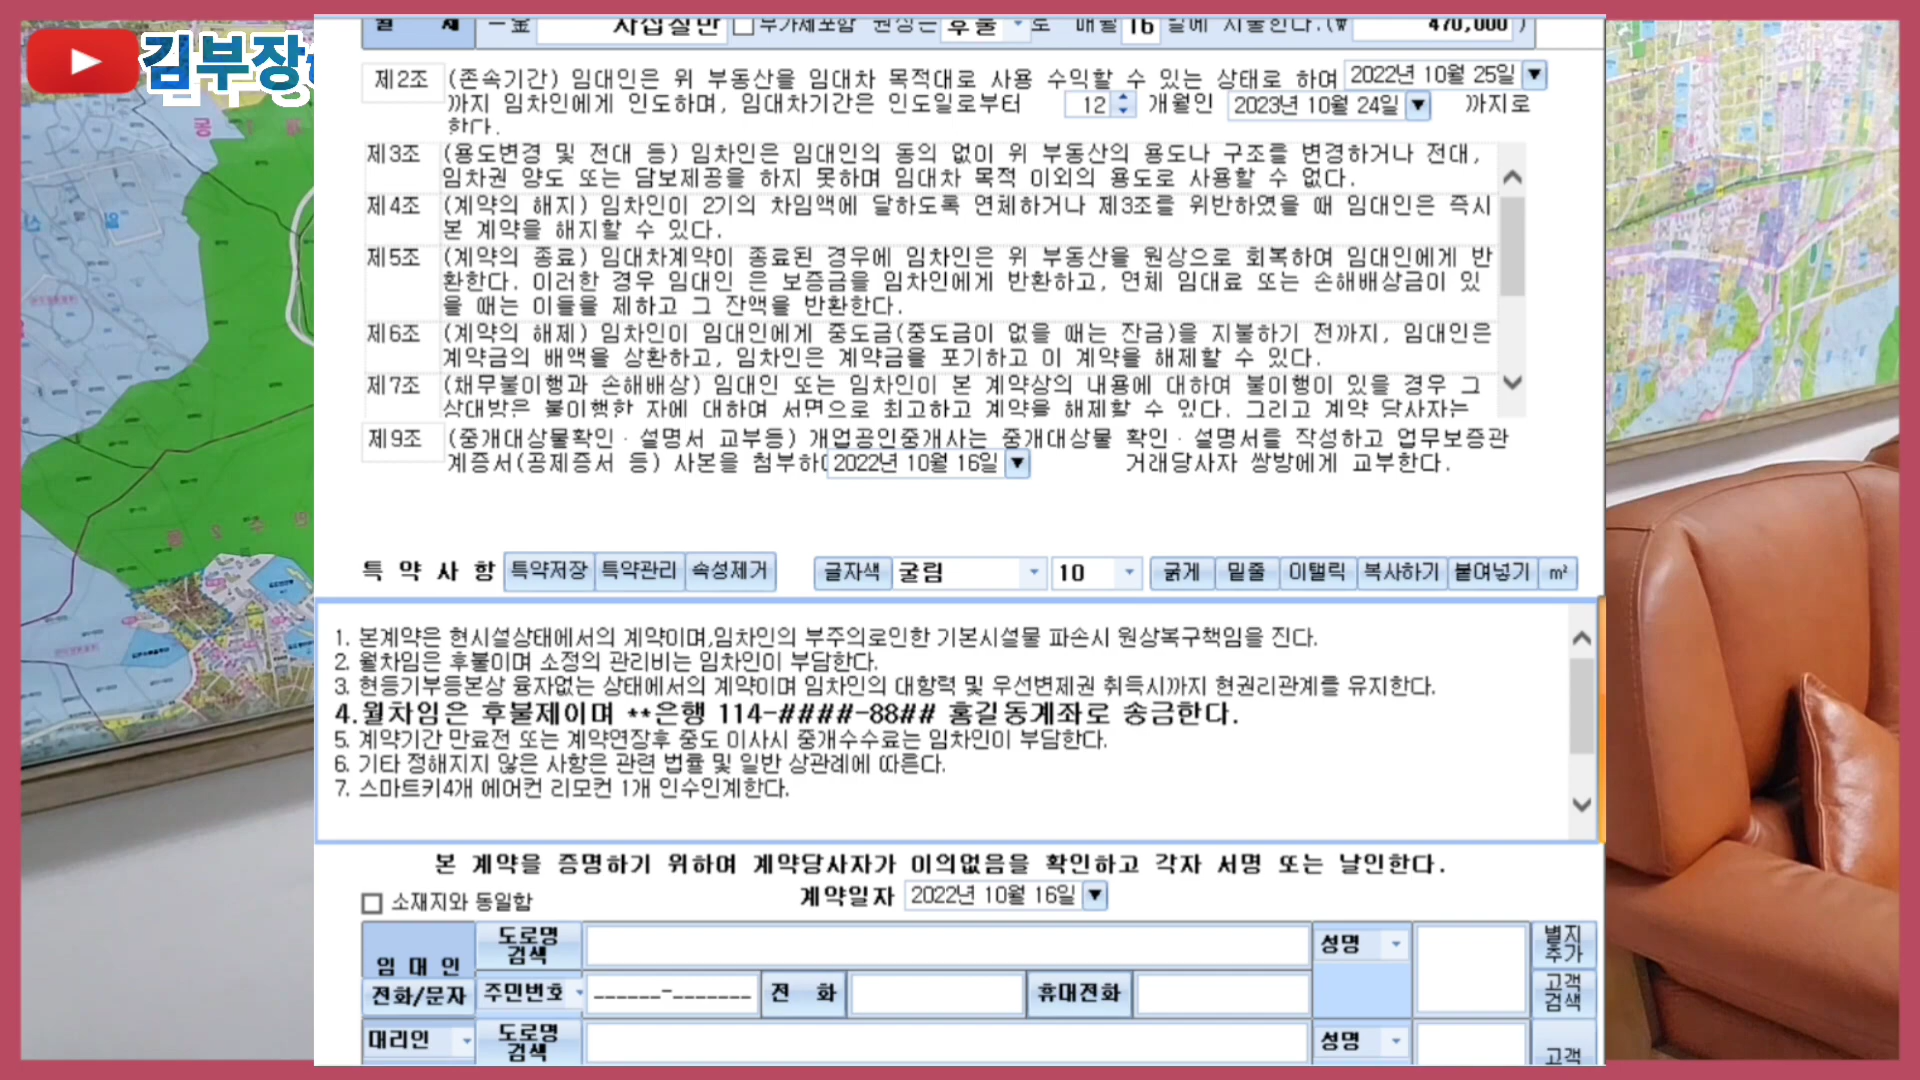 김부장
월 세 一金 사십칠만 부가세포함 원정은 후불 로 매월 16 일에 지불한다.(₩ 470,000 )
제2조 (존속기간) 임대인은 위 부동산을 임대차 목적대로 사용 수익할 수 있는 상태로 하여 2022년 10월 25일
까지 임차인에게 인도하며, 임대차기간은 인도일로부터 12 개월인 2023년 10월 24일 까지로
한다.
제3조 (용도변경 및 전대 등) 임차인은 임대인의 동의 없이 위 부동산의 용도나 구조를 변경하거나 전대,
임차권 양도 또는 담보제공을 하지 못하며 임대차 목적 이외의 용도로 사용할 수 없다.
제4조 (계약의 해지) 임차인이 2기의 차임액에 달하도록 연체하거나 제3조를 위반하였을 때 임대인은 즉시
본 계약을 해지할 수 있다.
제5조 (계약의 종료) 임대차계약이 종료된 경우에 임차인은 위 부동산을 원상으로 회복하여 임대인에게 반
환한다. 이러한 경우 임대인 은 보증금을 임차인에게 반환하고, 연체 임대료 또는 손해배상금이 있
을 때는 이들을 제하고 그 잔액을 반환한다.
제6조 (계약의 해제) 임차인이 임대인에게 중도금(중도금이 없을 때는 잔금)을 지불하기 전까지, 임대인은
계약금의 배액을 상환하고, 임차인은 계약금을 포기하고 이 계약을 해제할 수 있다.
제7조 (채무불이행과 손해배상) 임대인 또는 임차인이 본 계약상의 내용에 대하여 불이행이 있을 경우 그
상대방은 불이행한 자에 대하여 서면으로 최고하고 계약을 해제할 수 있다. 그리고 계약 당사자는
제9조 (중개대상물확인·설명서 교부등) 개업공인중개사는 중개대상물 확인·설명서를 작성하고 업무보증관
계증서(공제증서 등) 사본을 첨부하여 2022년 10월 16일 거래당사자 쌍방에게 교부한다.
특 약 사 항 특약저장 특약관리 속성제거 글자색 굴림 10 굵게 밑줄 이탤릭 복사하기 붙여넣기 ㎡
1. 본계약은 현시설상태에서의 계약이며,임차인의 부주의로인한 기본시설물 파손시 원상복구책임을 진다.
2. 월차임은 후불이며 소정의 관리비는 임차인이 부담한다.
3. 현등기부등본상 융자없는 상태에서의 계약이며 임차인의 대항력 및 우선변제권 취득시까지 현권리관계를 유지한다.
4.월차임은 후불제이며 **은행 114-####-88## 홍길동계좌로 송금한다.
5. 계약기간 만료전 또는 계약연장후 중도 이사시 중개수수료는 임차인이 부담한다.
6. 기타 정해지지 않은 사항은 관련 법률 및 일반 상관례에 따른다.
7. 스마트키4개 에어컨 리모컨 1개 인수인계한다.
본 계약을 증명하기 위하여 계약당사자가 이의없음을 확인하고 각자 서명 또는 날인한다.
소재지와 동일함 계약일자 2022년 10월 16일
임 대 인 도로명 검색 성명 별지 추가
전화/문자 주민번호 ______-_______ 전 화 휴대전화 고객 검색
대리인 도로명 검색 성명 고객